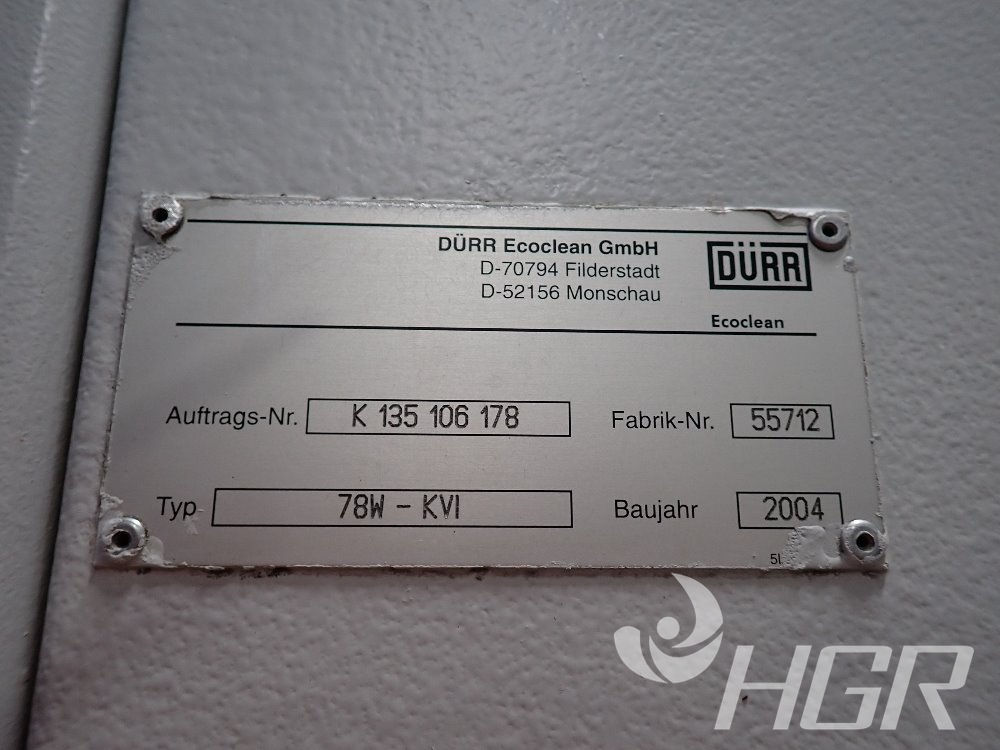 DÜRR Ecoclean GmbH
D-70794 Filderstadt
D-52156 Monschau
DÜRR
Ecoclean
Auftrags-Nr. K 135 106 178 Fabrik-Nr. 55712
Typ 78W - KVI Baujahr 2004
51
HGR